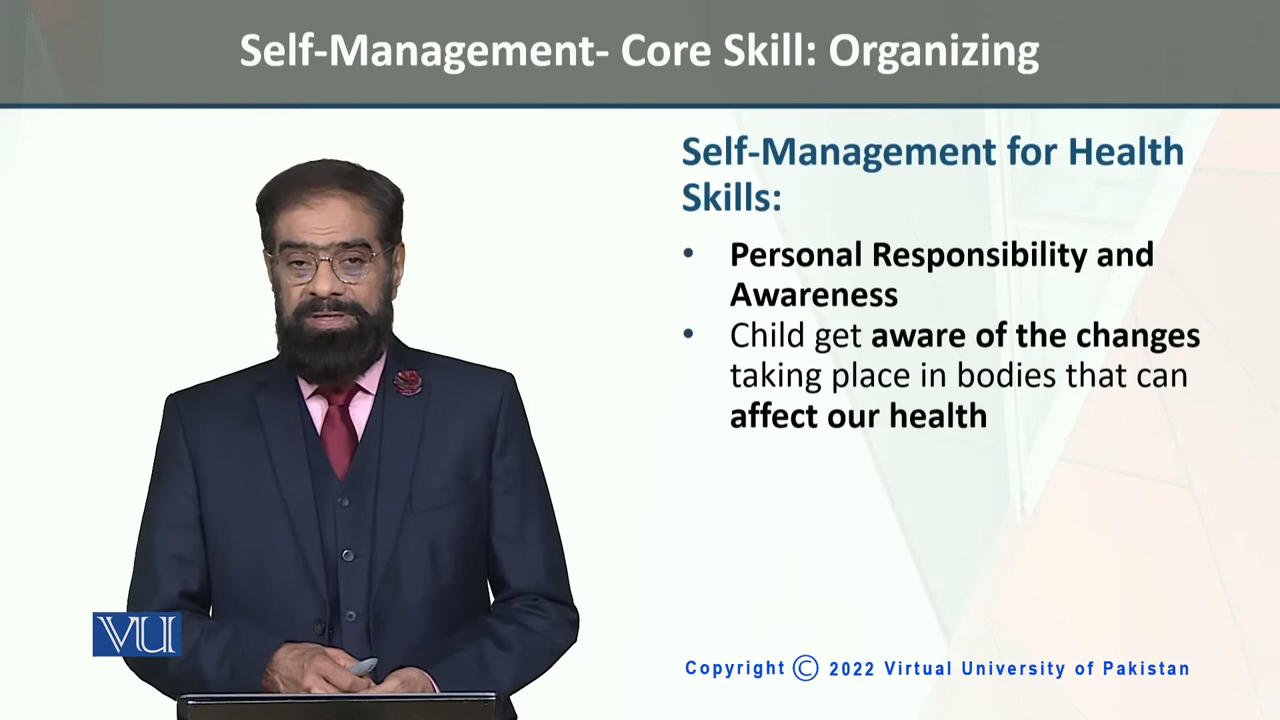 Self-Management- Core Skill: Organizing
Self-Management for Health
Skills:
• Personal Responsibility and
Awareness
• Child get aware of the changes
taking place in bodies that can
affect our health
VU
Copyright © 2022 Virtual University of Pakistan